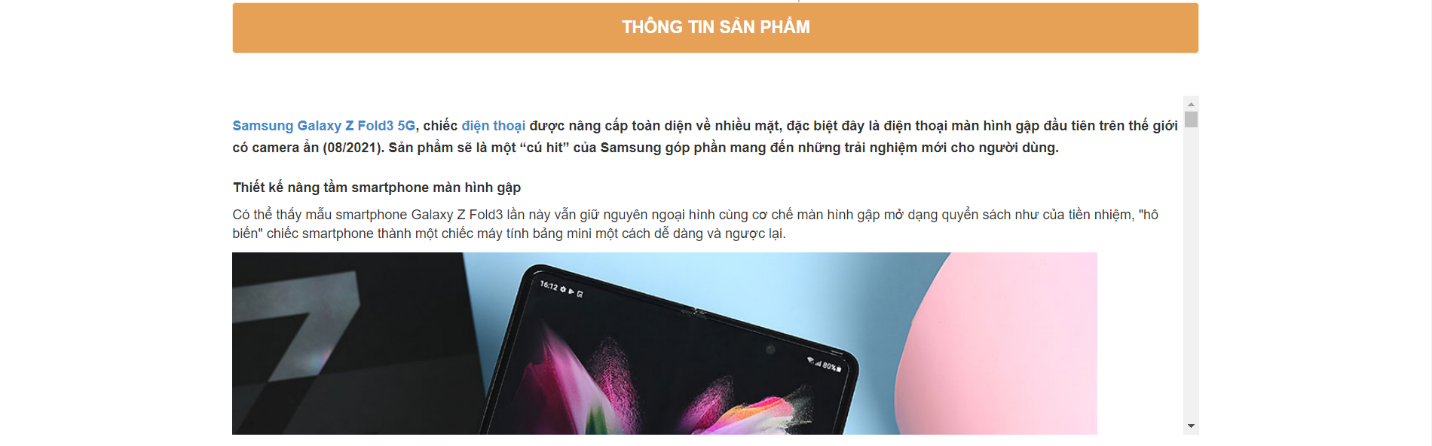 THÔNG TIN SẢN PHẨM
Samsung Galaxy Z Fold3 5G, chiếc điện thoại được nâng cấp toàn diện về nhiều mặt, đặc biệt đây là điện thoại màn hình gập đầu tiên trên thế giới
có camera ẩn (08/2021). Sản phẩm sẽ là một “cú hit” của Samsung góp phần mang đến những trải nghiệm mới cho người dùng.
Thiết kế nâng tầm smartphone màn hình gập
Có thể thấy mẫu smartphone Galaxy Z Fold3 lần này vẫn giữ nguyên ngoại hình cùng cơ chế màn hình gập mở dạng quyển sách như của tiền nhiệm, "hô
biến" chiếc smartphone thành một chiếc máy tính bảng mini một cách dễ dàng và ngược lại.
16:12
80%